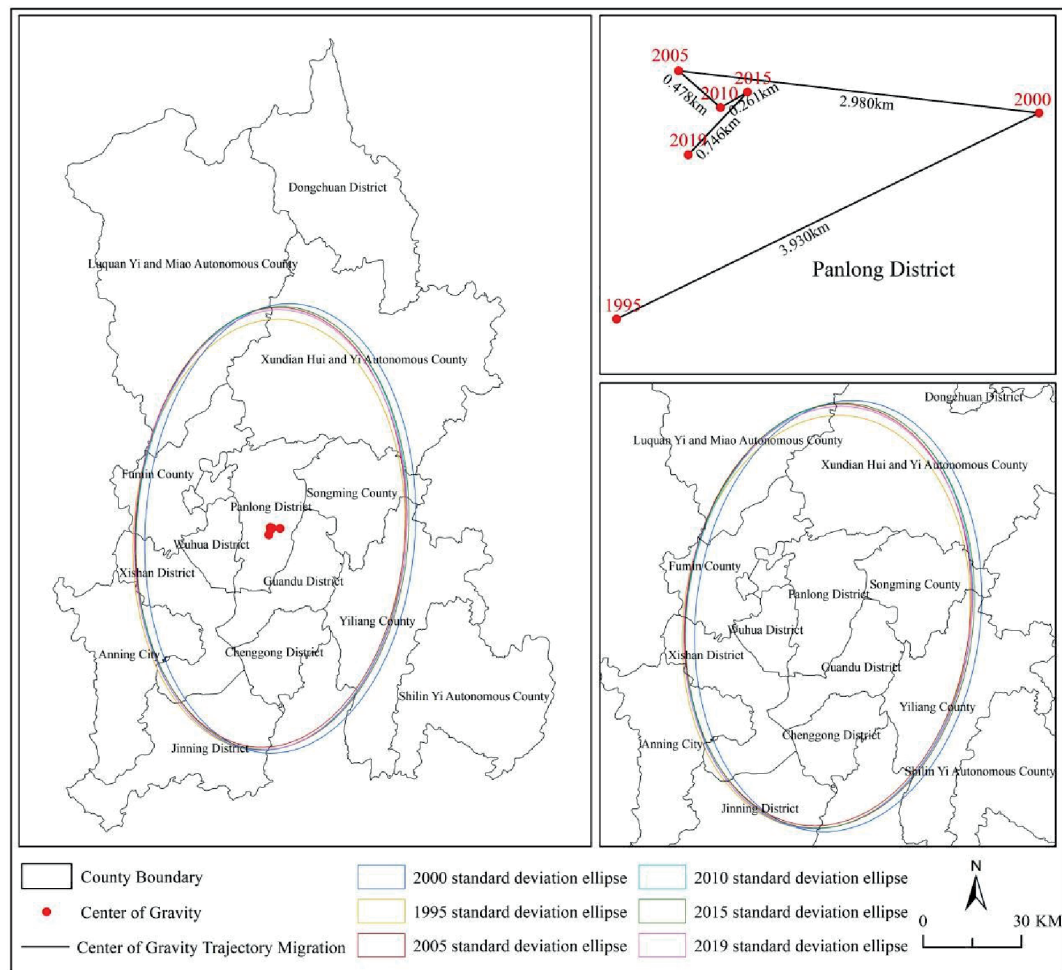 Dongchuan District
Luquan Yi and Miao Autonomous County
Xundian Hui and Yi Autonomous County
Fumin County
Songming County
Panlong District
Wuhua District
Xishan District
Guandu District
Yiliang County
Anning City
Chenggong District
Shilin Yi Autonomous County
Jinning District
2005
2015
2010
2000
0.478km
0.261km
2.980km
2019
0.746km
3.930km
Panlong District
1995
Dongchuan District
Luquan Yi and Miao Autonomous County
Xundian Hui and Yi Autonomous County
Fumin County
Songming County
Panlong District
Wuhua District
Xishan District
Guandu District
Yiliang County
Chenggong District
Anning City
Shilin Yi Autonomous County
Jinning District
County Boundary
Center of Gravity
Center of Gravity Trajectory Migration
2000 standard deviation ellipse
1995 standard deviation ellipse
2005 standard deviation ellipse
2010 standard deviation ellipse
2015 standard deviation ellipse
2019 standard deviation ellipse
N
0 30 KM